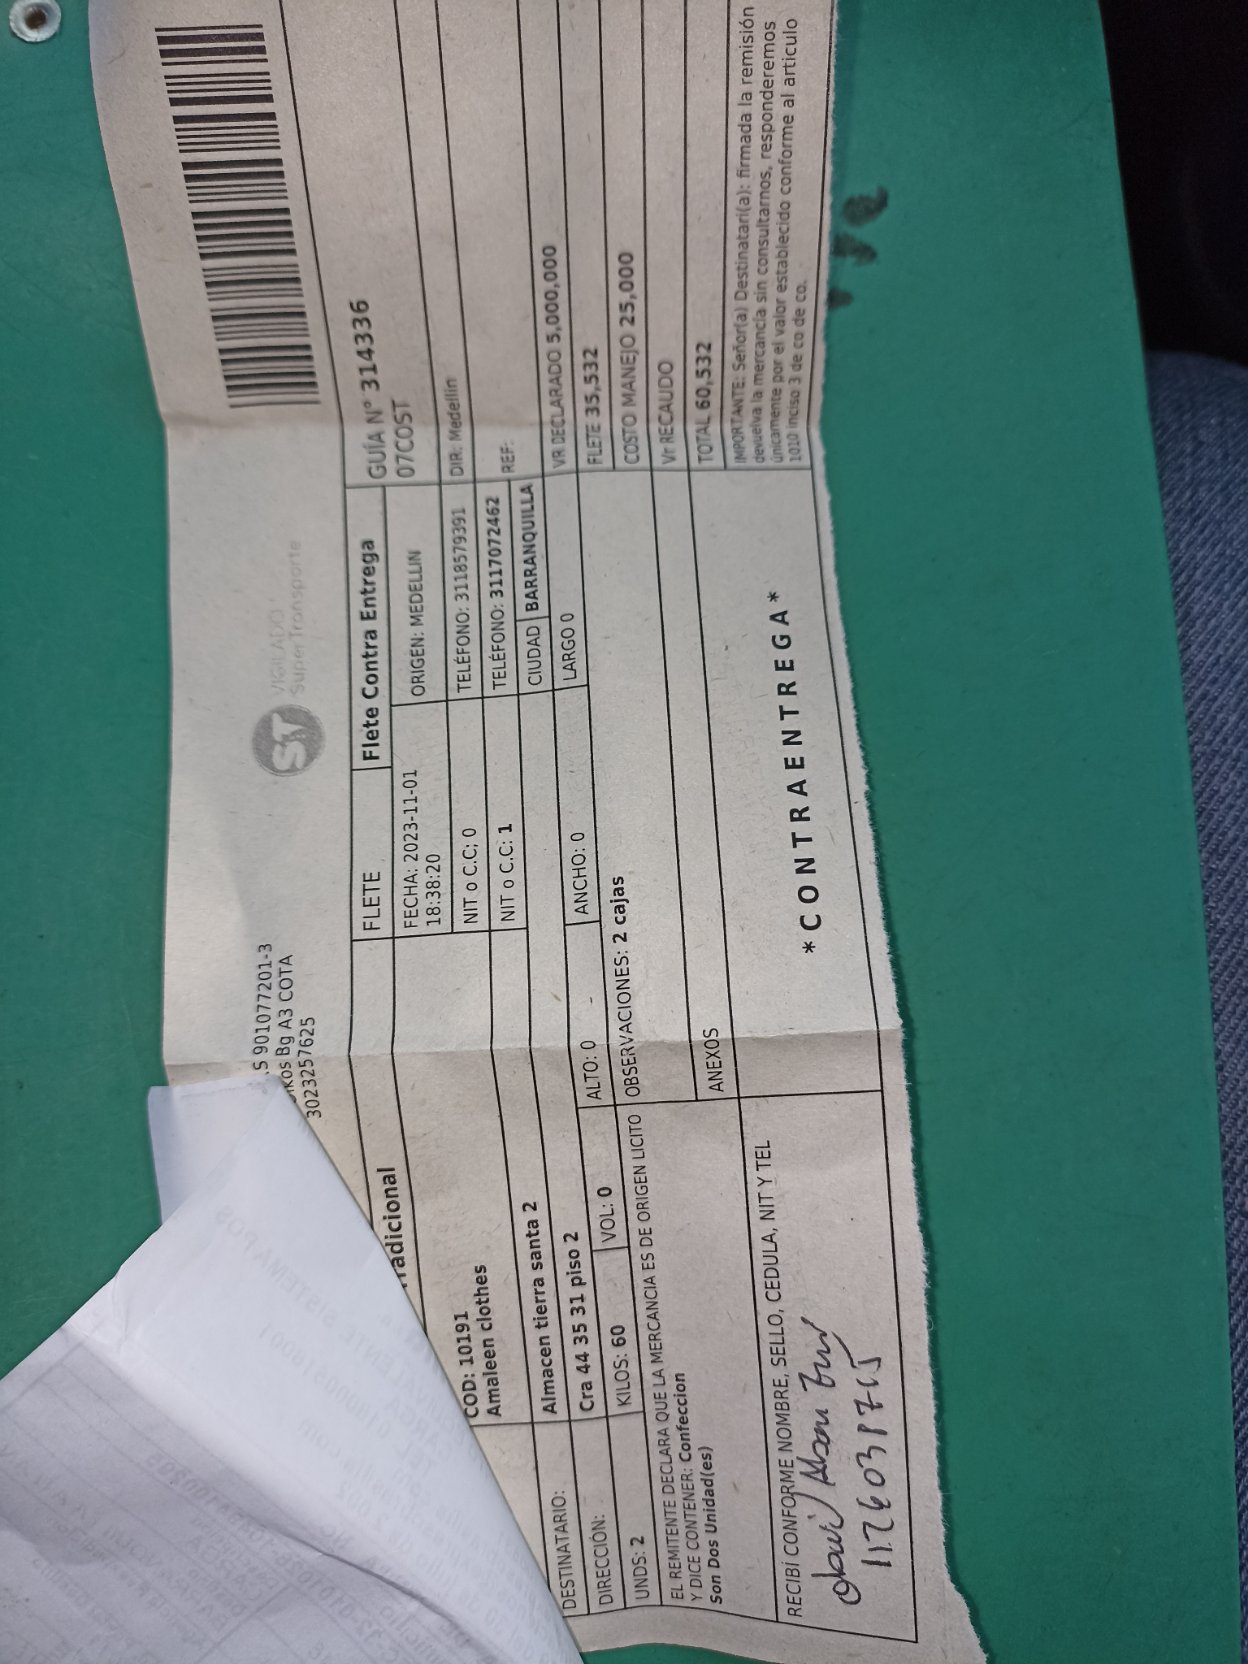 .S 901077201-3
Bg A3 COTA
3023257625
VIGILADO
SuperTransporte
FLETE
Flete Contra Entrega
GUÍA N° 314336
07COST
FECHA: 2023-11-01
18:38:20
ORIGEN: MEDELLIN
COD: 10191
Amaleen clothes
NIT o C.C: 0
TELÉFONO: 3118579391
DIR: Medellin
NIT o C.C: 1
TELÉFONO: 3117072462
REF:
DESTINATARIO:
Almacen tierra santa 2
CIUDAD
BARRANQUILLA
VR DECLARADO 5,000,000
DIRECCIÓN:
Cra 44 35 31 piso 2
ALTO: 0
ANCHO: 0
LARGO 0
FLETE 35,532
UNDS: 2
KILOS: 60
VOL: 0
OBSERVACIONES: 2 cajas
COSTO MANEJO 25,000
EL REMITENTE DECLARA QUE LA MERCANCIA ES DE ORIGEN LICITO
Y DICE CONTENER: Confeccion
Son Dos Unidad(es)
Vr RECAUDO
ANEXOS
TOTAL 60,532
IMPORTANTE: Señor(a) Destinatari(a): firmada la remisión
devuelva la mercancía sin consultarnos, responderemos
únicamente por el valor establecido conforme al articulo
1010 inciso 3 de co de co.
RECIBÍ CONFORME NOMBRE, SELLO, CEDULA, NIT Y TEL
*CONTRAENTREGA*